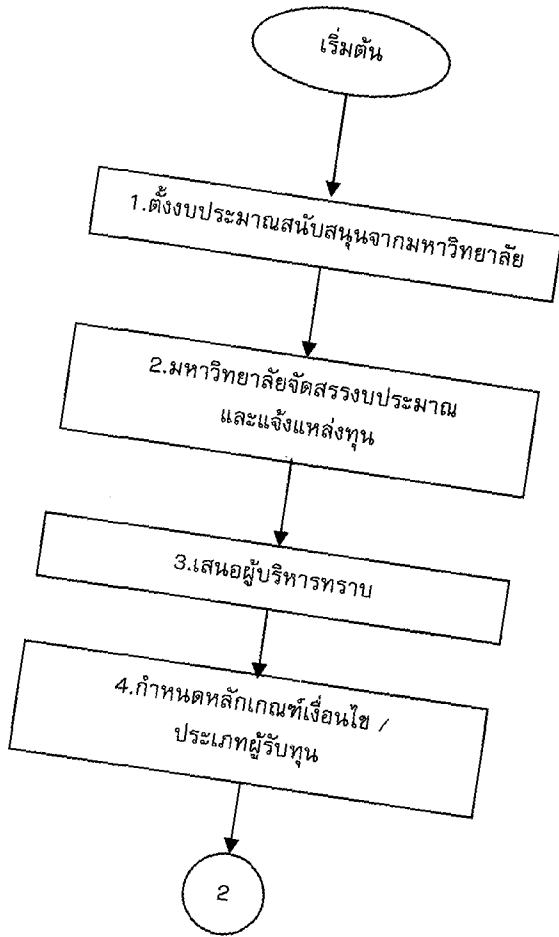 เริ่มต้น
1.ตั้งงบประมาณสนับสนุนจากมหาวิทยาลัย
2.มหาวิทยาลัยจัดสรรงบประมาณ
และแจ้งแหล่งทุน
3.เสนอผู้บริหารทราบ
4.กำหนดหลักเกณฑ์เงื่อนไข /
ประเภทผู้รับทุน
2